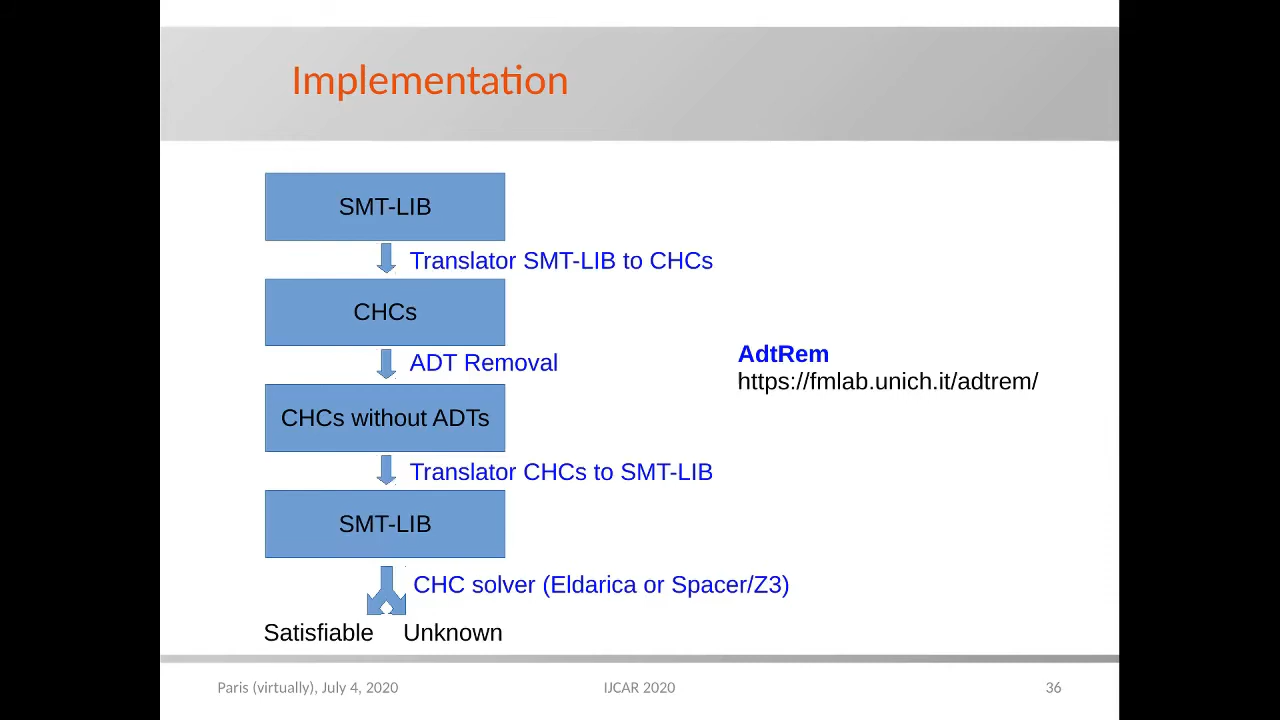 Implementation
SMT-LIB
Translator SMT-LIB to CHCs
CHCs
ADT Removal
AdtRem
https://fmlab.unich.it/adtrem/
CHCs without ADTs
Translator CHCs to SMT-LIB
SMT-LIB
CHC solver (Eldarica or Spacer/Z3)
Satisfiable
Unknown
Paris (virtually), July 4, 2020
IJCAR 2020
36